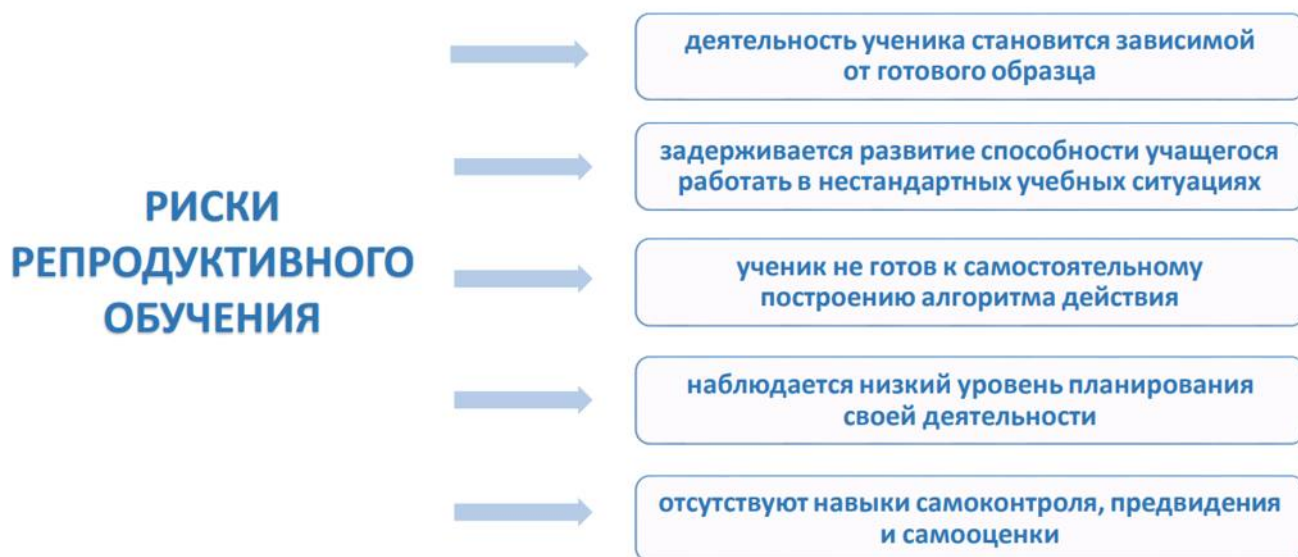 РИСКИ
РЕПРОДУКТИВНОГО
ОБУЧЕНИЯ
деятельность ученика становится зависимой
от готового образца
задерживается развитие способности учащегося
работать в нестандартных учебных ситуациях
ученик не готов к самостоятельному
построению алгоритма действия
наблюдается низкий уровень планирования
своей деятельности
отсутствуют навыки самоконтроля, предвидения
и самооценки